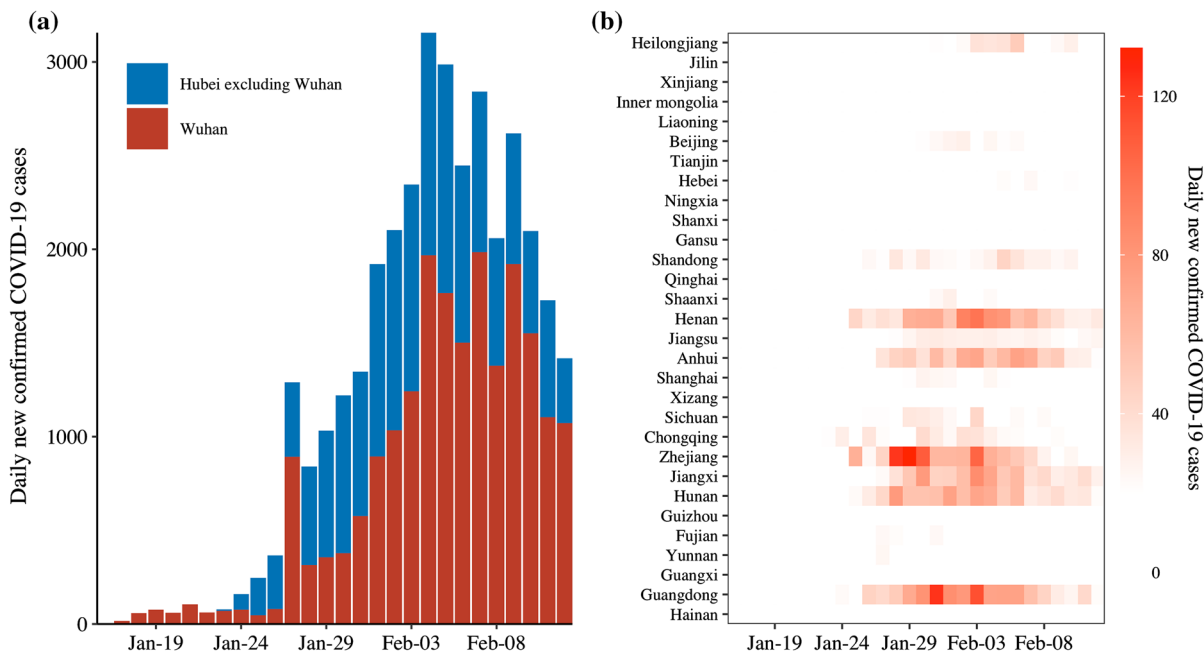 (a)
Daily new confirmed COVID-19 cases
3000
2000
1000
0
Hubei excluding Wuhan
Wuhan
Jan-19 Jan-24 Jan-29 Feb-03 Feb-08
(b)
Heilongjiang
Jilin
Xinjiang
Inner mongolia
Liaoning
Beijing
Tianjin
Hebei
Ningxia
Shanxi
Gansu
Shandong
Qinghai
Shaanxi
Henan
Jiangsu
Anhui
Shanghai
Xizang
Sichuan
Chongqing
Zhejiang
Jiangxi
Hunan
Guizhou
Fujian
Yunnan
Guangxi
Guangdong
Hainan
Jan-19 Jan-24 Jan-29 Feb-03 Feb-08
120
80
40
0
Daily new confirmed COVID-19 cases